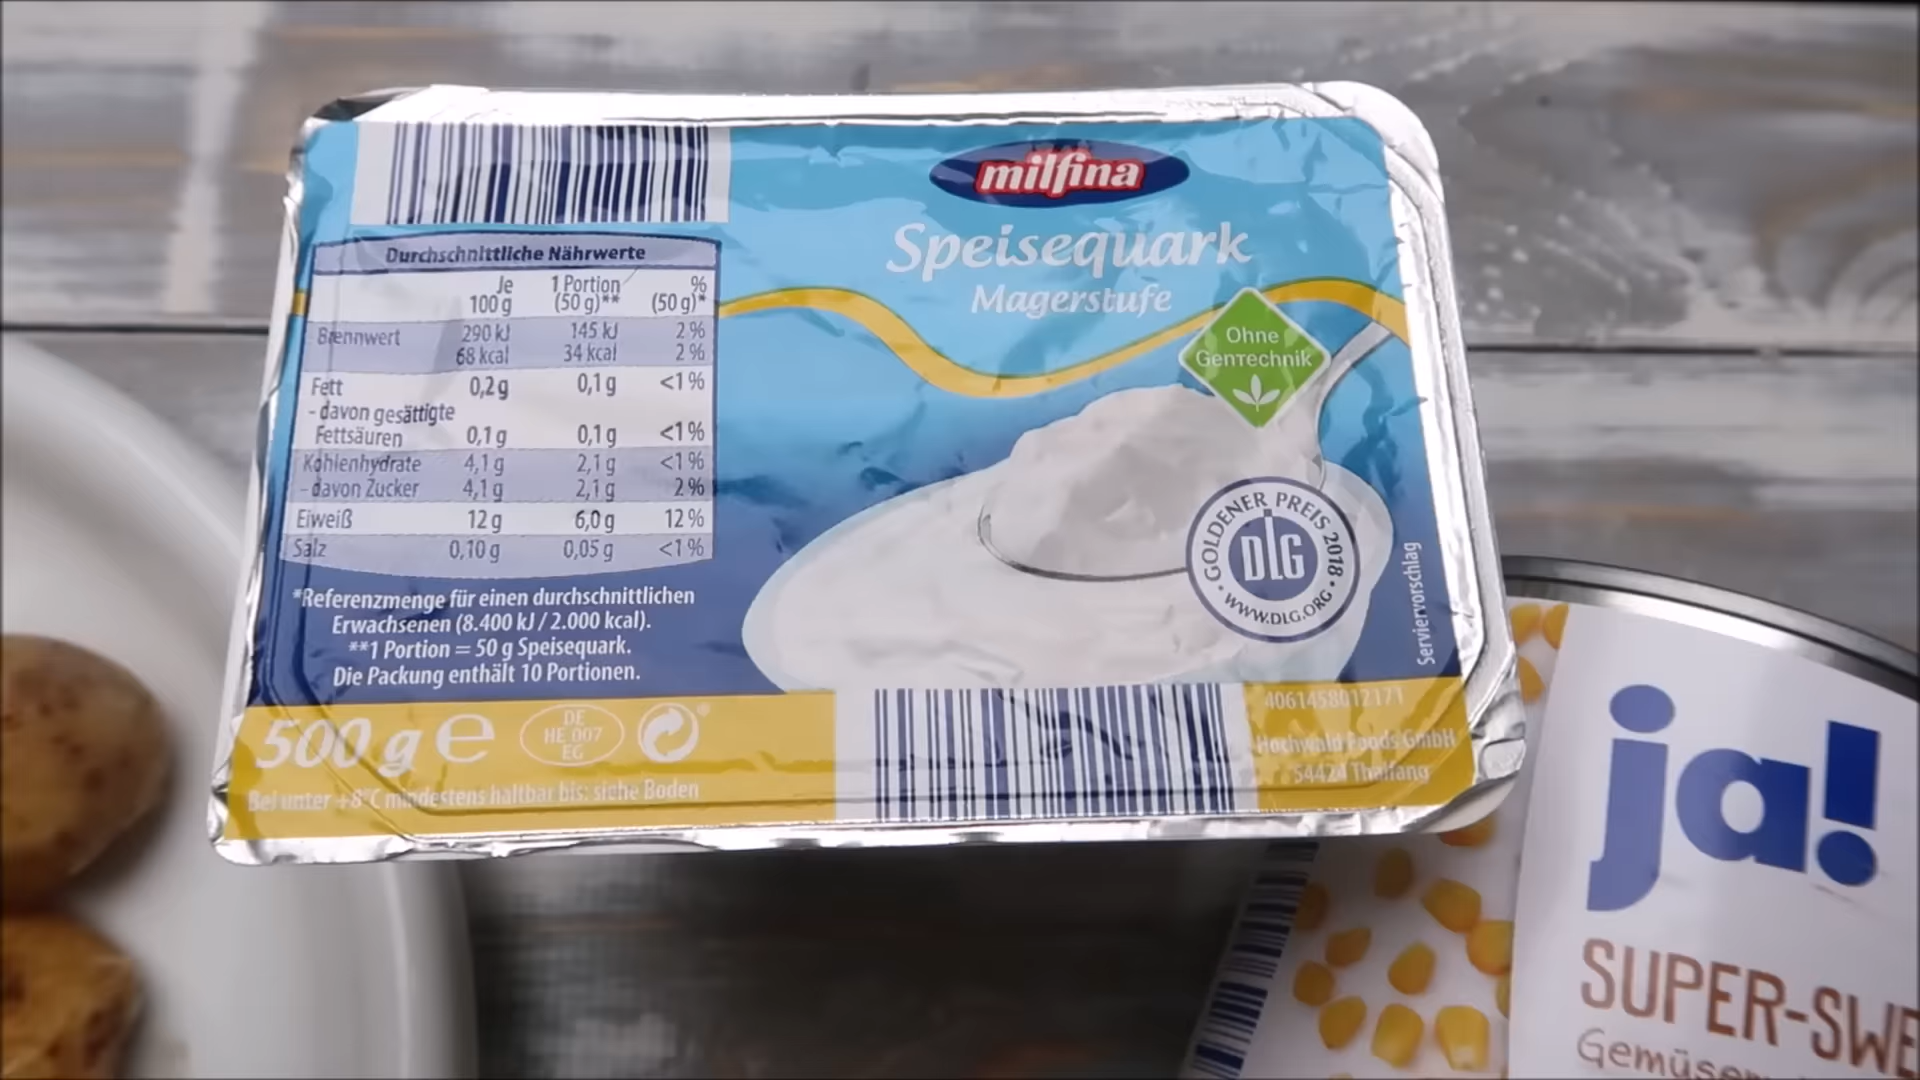 milfina
Speisequark
Magerstufe
Ohne
GenTechnik
GOLDENER PREIS 2018
DLG
WWW.DLG.ORG
Serviervorschlag
Durchschnittliche Nährwerte
Je 100 g 1 Portion (50 g)** % (50 g)*
Brennwert 290 kJ 145 kJ 2 %
68 kcal 34 kcal 2 %
Fett 0,2 g 0,1 g <1 %
- davon gesättigte
Fettsäuren 0,1 g 0,1 g <1 %
Kohlenhydrate 4,1 g 2,1 g <1 %
- davon Zucker 4,1 g 2,1 g 2 %
Eiweiß 12 g 6,0 g 12 %
Salz 0,10 g 0,05 g <1 %
*Referenzmenge für einen durchschnittlichen
Erwachsenen (8.400 kJ / 2.000 kcal).
**1 Portion = 50 g Speisequark.
Die Packung enthält 10 Portionen.
500 g e
DE
HE 007
EG
Bei unter +8°C mindestens haltbar bis: siehe Boden
4061458012171
Hochwald Foods GmbH
54424 Thalfang
ja!
SUPER-SWE
Gemüse